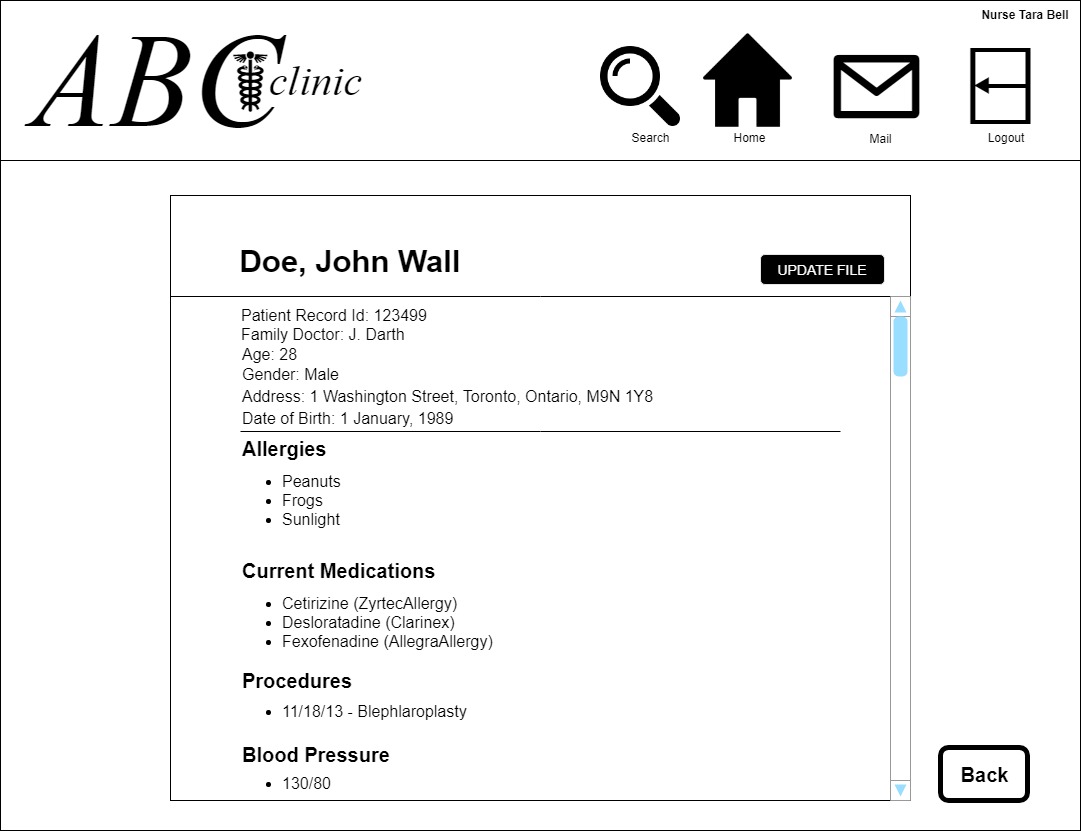 Nurse Tara Bell
ABC clinic
Search
Home
Mail
Logout
Doe, John Wall
UPDATE FILE
Patient Record Id: 123499
Family Doctor: J. Darth
Age: 28
Gender: Male
Address: 1 Washington Street, Toronto, Ontario, M9N 1Y8
Date of Birth: 1 January, 1989
Allergies
• Peanuts
• Frogs
• Sunlight
Current Medications
• Cetirizine (ZyrtecAllergy)
• Desloratadine (Clarinex)
• Fexofenadine (AllegraAllergy)
Procedures
• 11/18/13 - Blephlaroplasty
Blood Pressure
• 130/80
Back